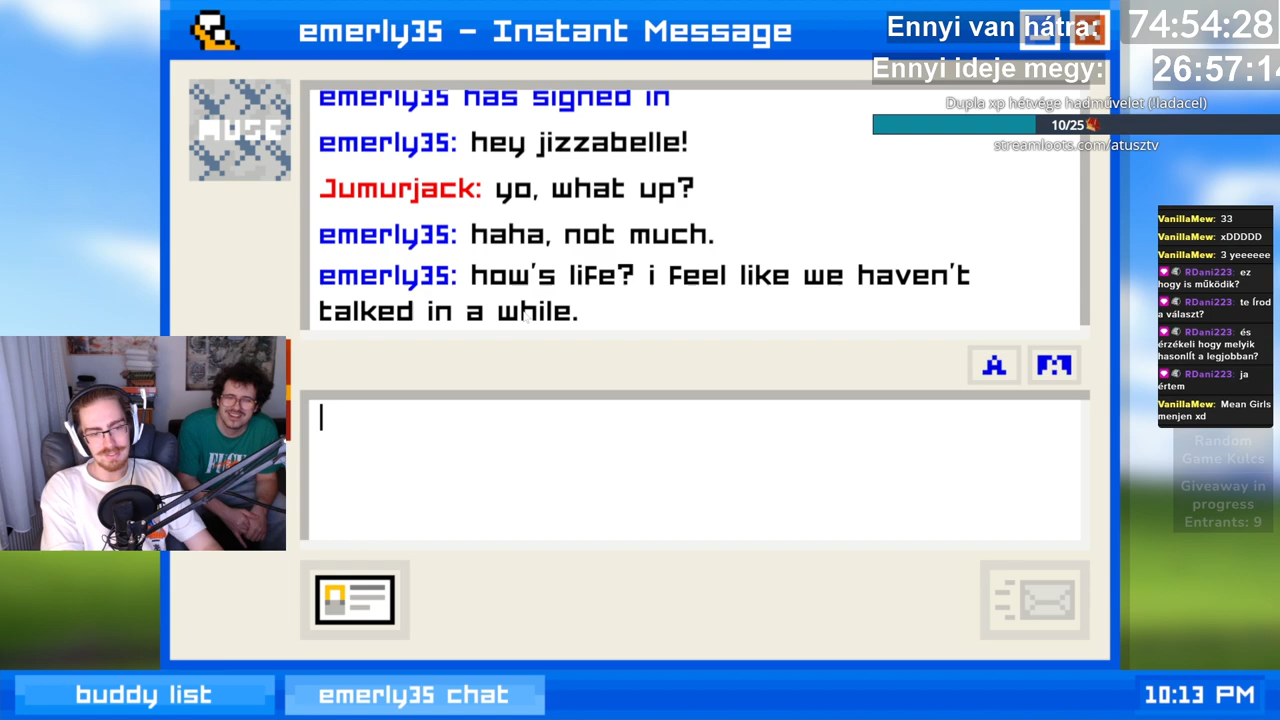 emerly35 - Instant Message
Ennyi van hátra:
74:54:28
Ennyi ideje megy:
26:57:14
Dupla xp hétvége hadművelet (!ladacel)
10/25
streamloots.com/atusztv
MUSE
emerly35 has signed in
emerly35: hey jizzabelle!
Jumurjack: yo, what up?
emerly35: haha, not much.
emerly35: how's life? i feel like we haven't
talked in a while.
A
VanillaMew: 33
VanillaMew: xDDDDD
VanillaMew: 3 yeeeeee
RDani223: ez
hogy is működik?
RDani223: te írod
a választ?
RDani223: és
érzékeli hogy melyik
hasonlít a legjobban?
RDani223: ja
értem
VanillaMew: Mean Girls
menjen xd
Random
Game Kulcs
Giveaway in
progress
Entrants: 9
buddy list
emerly35 chat
10:13 PM